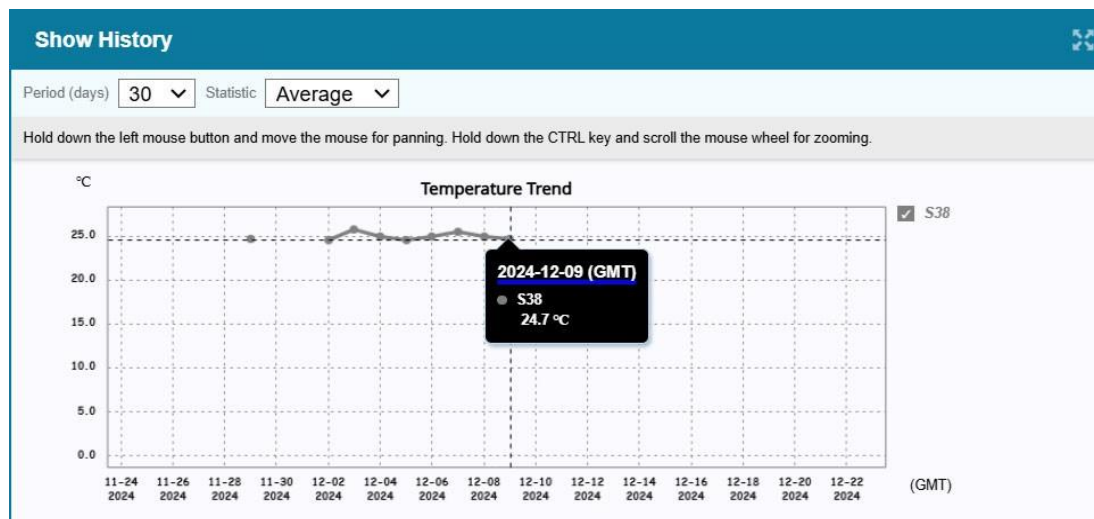 Show History
Period (days) 30 Statistic Average
Hold down the left mouse button and move the mouse for panning. Hold down the CTRL key and scroll the mouse wheel for zooming.
°C
Temperature Trend
S38
25.0
20.0
15.0
10.0
5.0
0.0
2024-12-09 (GMT)
S38
24.7 °C
11-24 11-26 11-28 11-30 12-02 12-04 12-06 12-08 12-10 12-12 12-14 12-16 12-18 12-20 12-22
2024 2024 2024 2024 2024 2024 2024 2024 2024 2024 2024 2024 2024 2024 2024
(GMT)